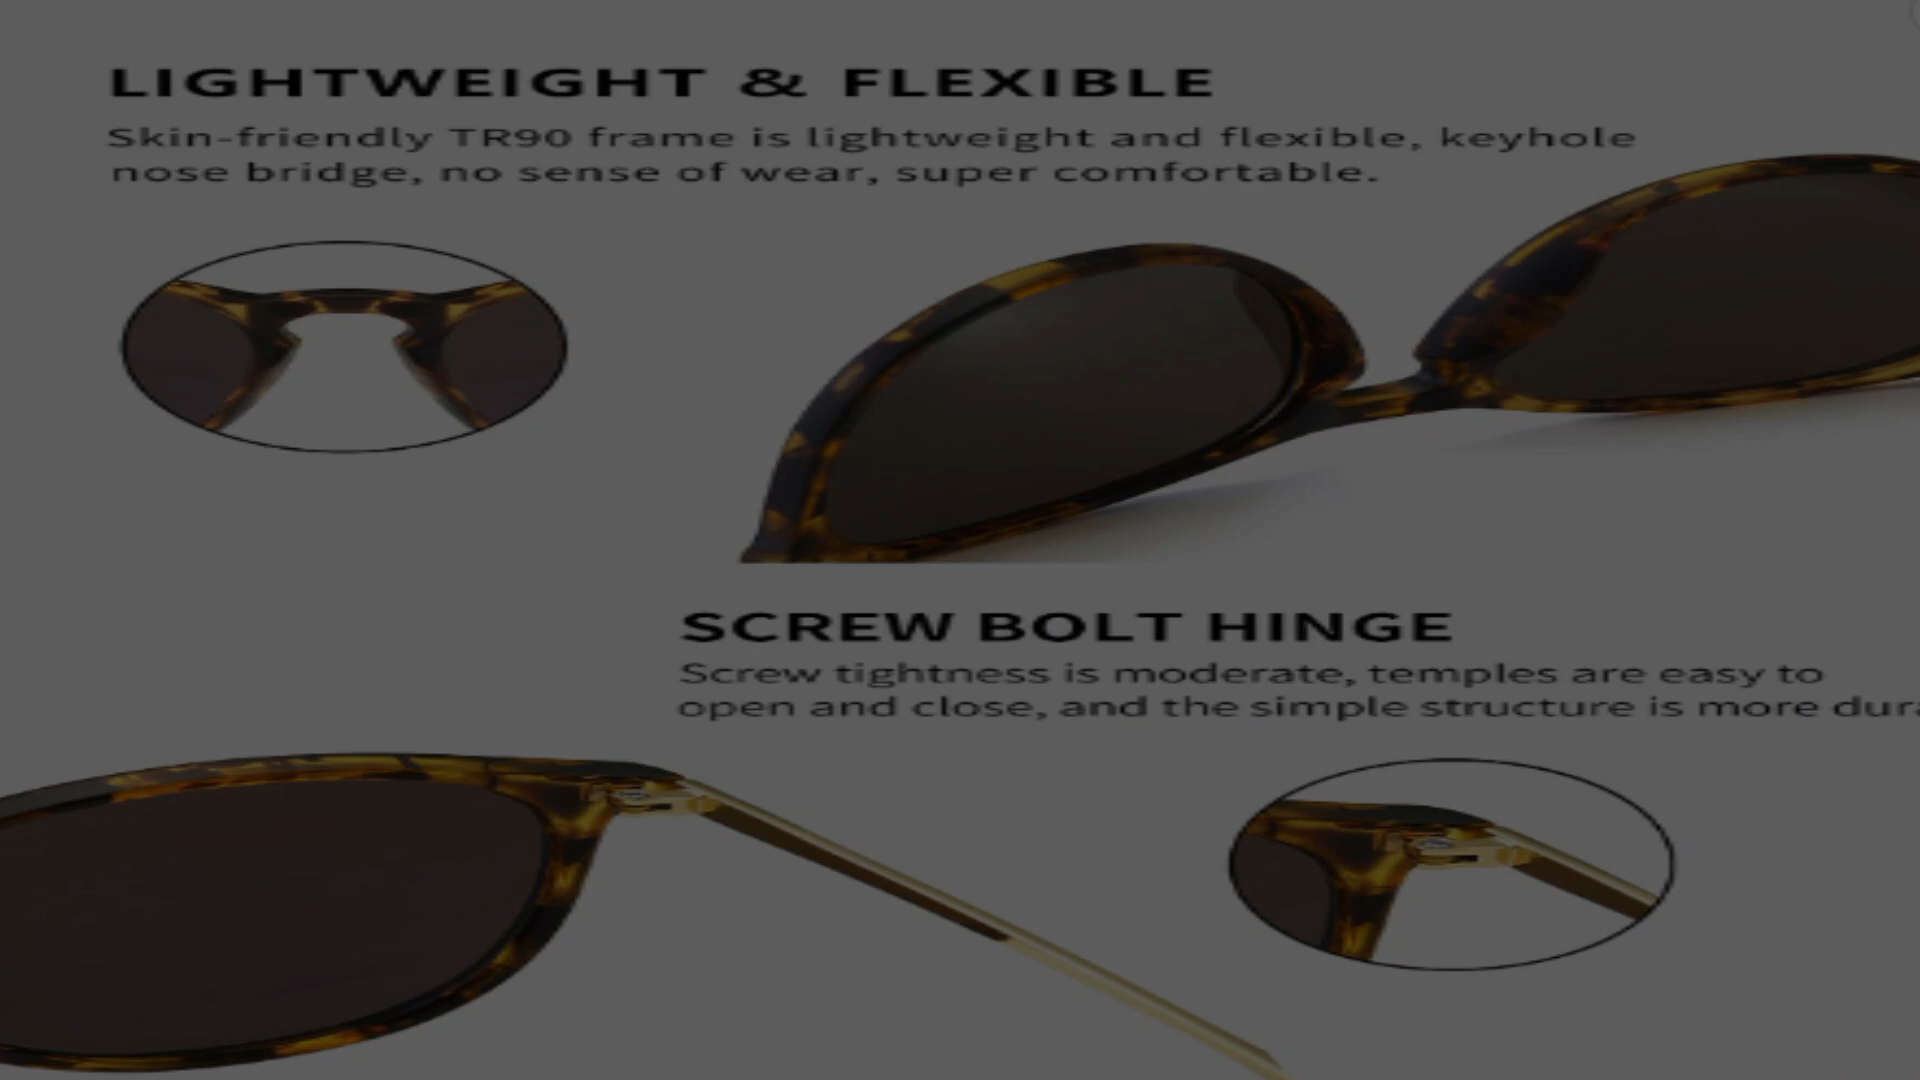 LIGHTWEIGHT & FLEXIBLE
Skin-friendly TR90 frame is lightweight and flexible, keyhole
nose bridge, no sense of wear, super comfortable.
SCREW BOLT HINGE
Screw tightness is moderate, temples are easy to
open and close, and the simple structure is more